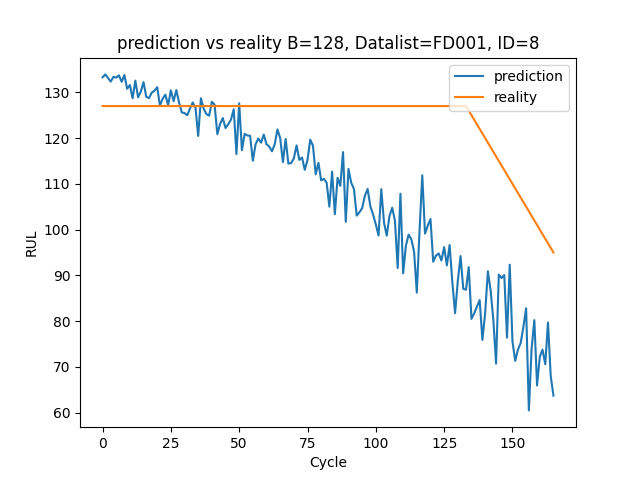 prediction vs reality B=128, Datalist=FD001, ID=8
prediction
reality
RUL
130
120
110
100
90
80
70
60
0 25 50 75 100 125 150
Cycle